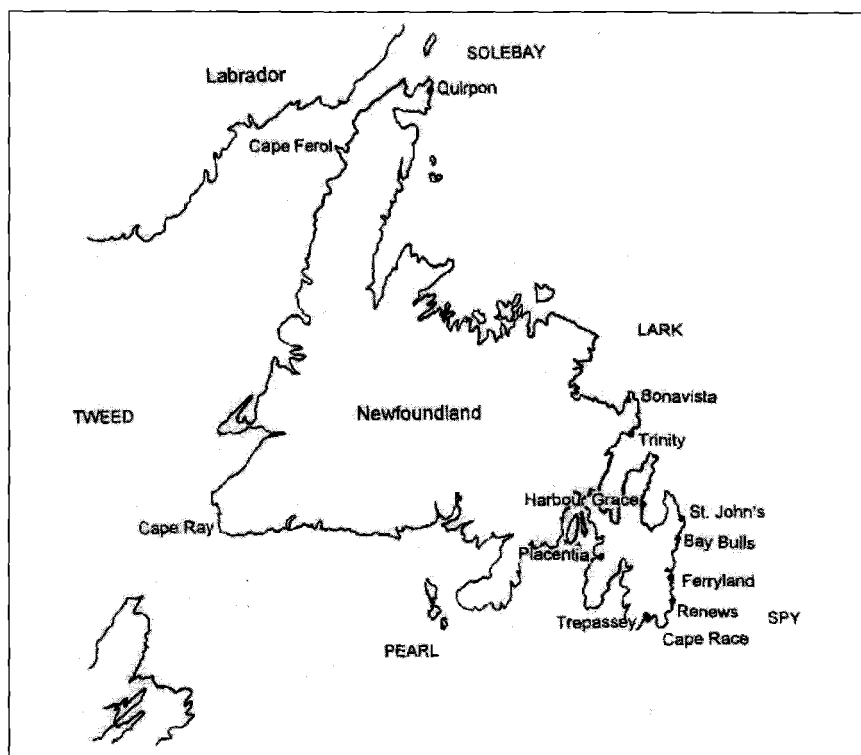 SOLEBAY
Labrador
Quirpon
Cape Ferol
LARK
Bonavista
TWEED
Newfoundland
Trinity
Harbour Grace
St. John's
Bay Bulls
Placentia
Ferryland
Renews
Trepassey
SPY
Cape Race
Cape Ray
PEARL